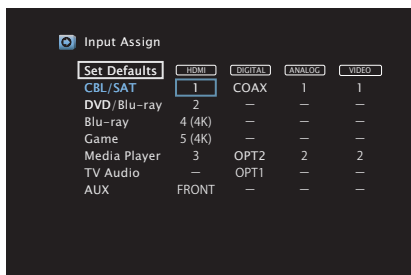 Input Assign
Set Defaults HDMI DIGITAL ANALOG VIDEO
CBL/SAT 1 COAX 1 1
DVD/Blu-ray 2 — — —
Blu-ray 4 (4K) — — —
Game 5 (4K) — — —
Media Player 3 OPT2 2 2
TV Audio — OPT1 — —
AUX FRONT — — —